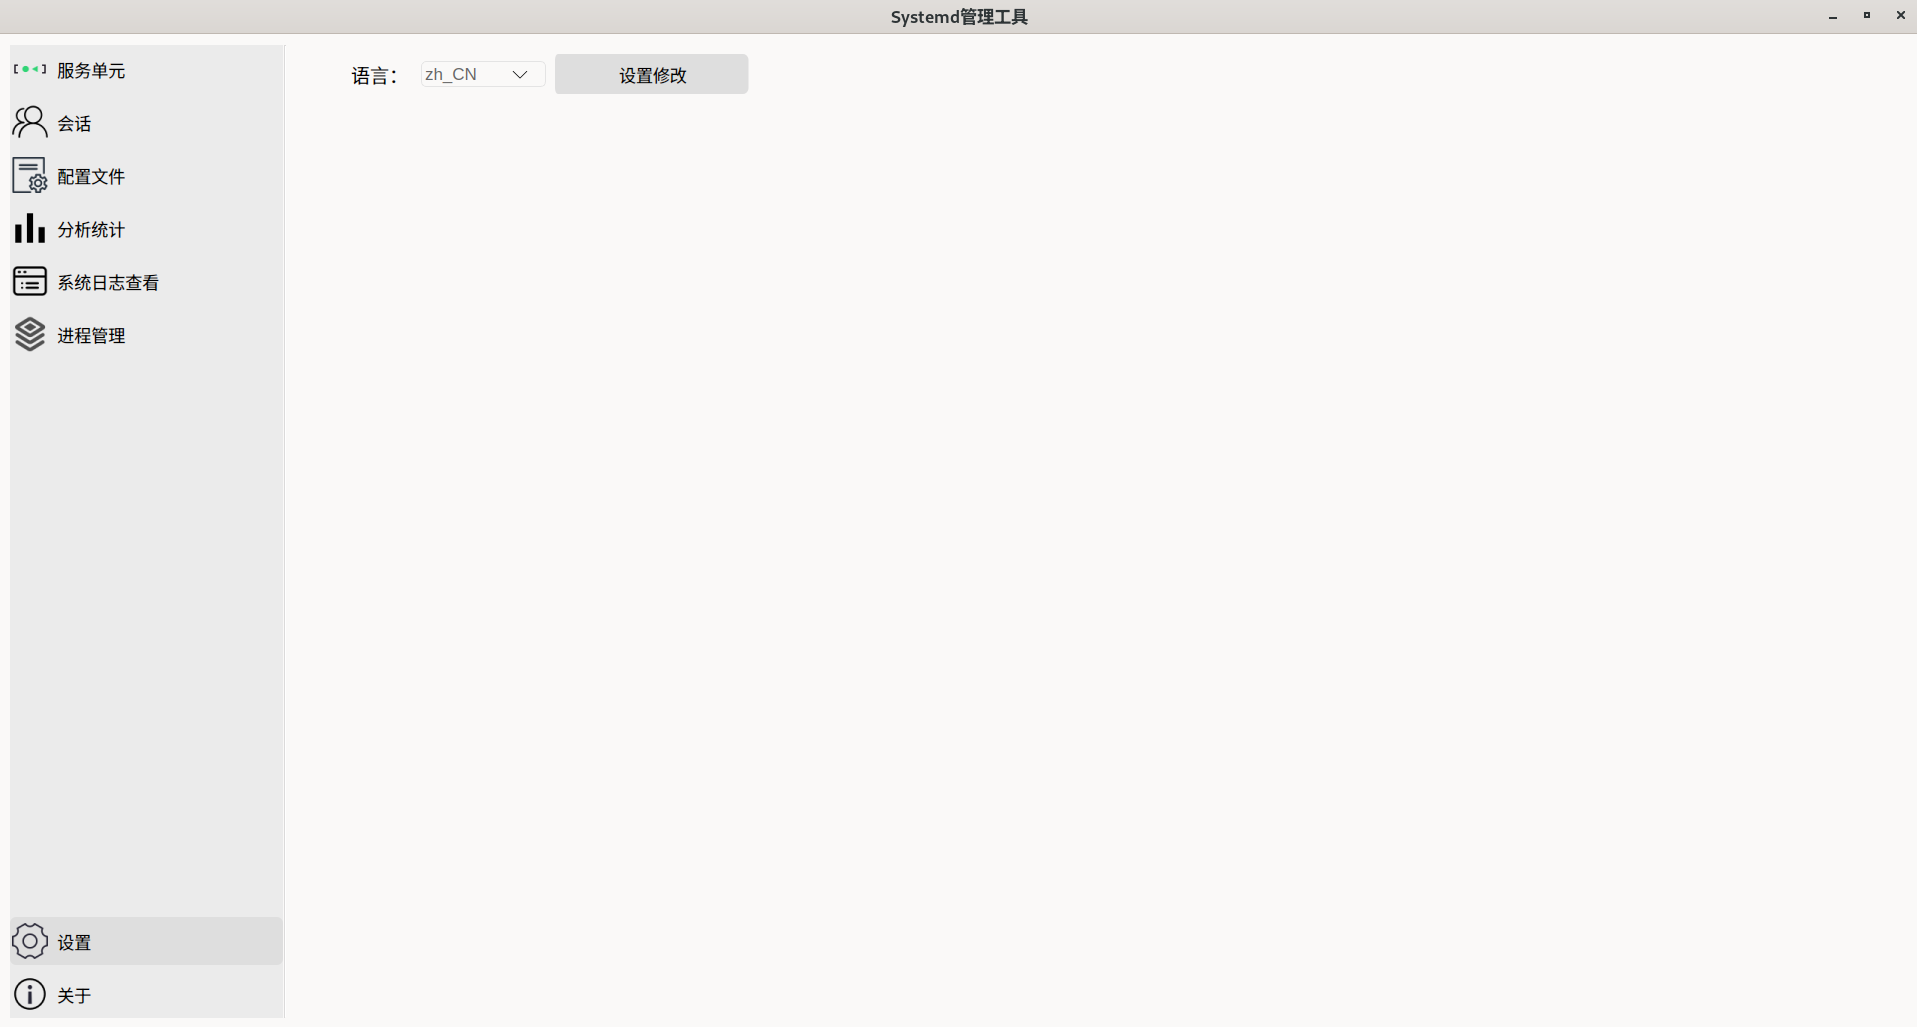 Systemd管理工具
服务单元
会话
配置文件
分析统计
系统日志查看
进程管理
设置
关于
语言： zh_CN 设置修改